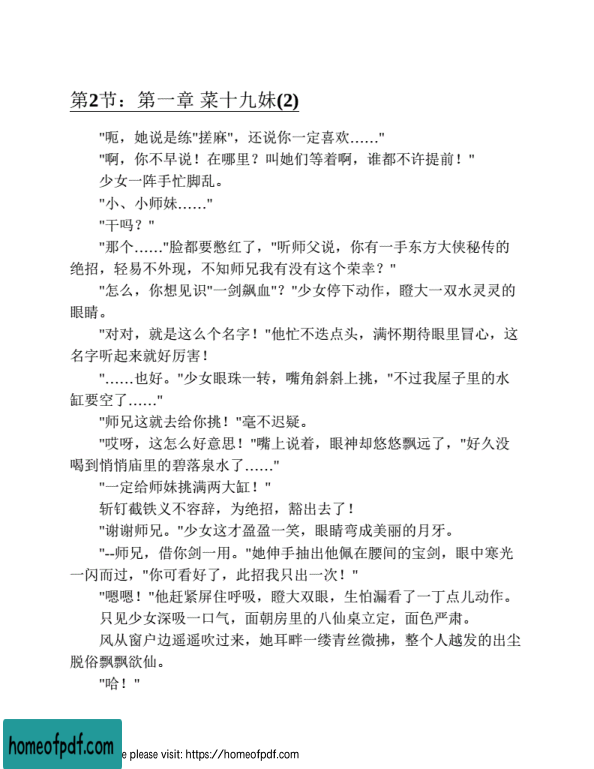 第2节：第一章 菜十九妹(2)
"呃，她说是练"搓麻"，还说你一定喜欢……"
"啊，你不早说！在哪里？叫她们等着啊，谁都不许提前！"
少女一阵手忙脚乱。
"小、小师妹……"
"干吗？"
"那个……"脸都要憋红了，"听师父说，你有一手东方大侠秘传的
绝招，轻易不外现，不知师兄我有没有这个荣幸？"
"怎么，你想见识"一剑飙血"？"少女停下动作，瞪大一双水灵灵的
眼睛。
"对对，就是这么个名字！"他忙不迭点头，满怀期待眼里冒心，这
名字听起来就好厉害！
"……也好。"少女眼珠一转，嘴角斜斜上挑，"不过我屋子里的水
缸要空了……"
"师兄这就去给你挑！"毫不迟疑。
"哎呀，这怎么好意思！"嘴上说着，眼神却悠悠飘远了，"好久没
喝到悄悄庙里的碧落泉水了……"
"一定给师妹挑满两大缸！"
斩钉截铁义不容辞，为绝招，豁出去了！
"谢谢师兄。"少女这才盈盈一笑，眼睛弯成美丽的月牙。
"--师兄，借你剑一用。"她伸手抽出他佩在腰间的宝剑，眼中寒光
一闪而过，"你可看好了，此招我只出一次！"
"嗯嗯！"他赶紧屏住呼吸，瞪大双眼，生怕漏看了一丁点儿动作。
只见少女深吸一口气，面朝房里的八仙桌立定，面色严肃。
风从窗户边遥遥吹过来，她耳畔一缕青丝微拂，整个人越发的出尘
脱俗飘飘欲仙。
"哈！"
homeofpdf.com
e please visit: https://homeofpdf.com